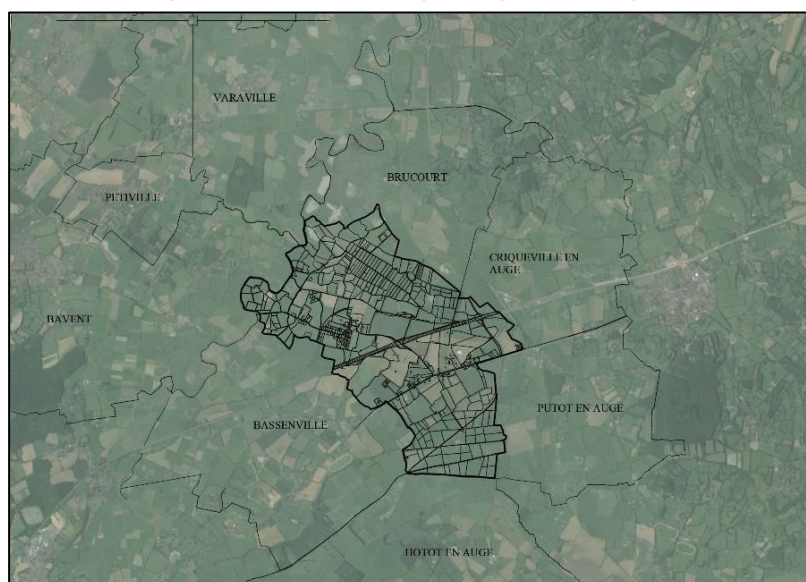 VARAVILLE
BRUCOURT
PETIVILLE
CRIQUEVILLE EN
AUGE
BAVENT
PUTOT EN AUGE
BASSENVILLE
HOTOT EN AUGE